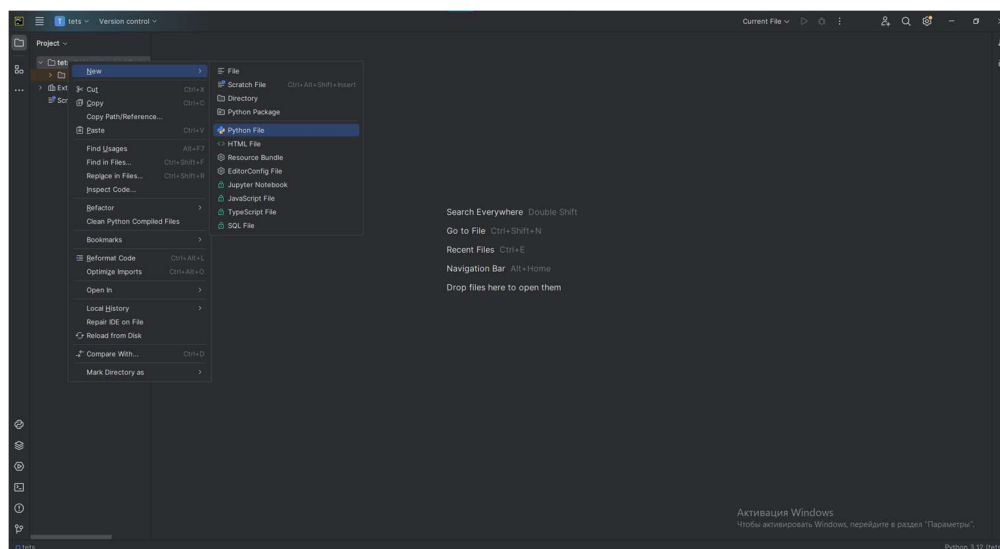 T tets Version control
Current File
Project
tet
Ext
Scr
New
Cut Ctrl+X
Copy Ctrl+C
Copy Path/Reference...
Paste Ctrl+V
Find Usages Alt+F7
Find in Files... Ctrl+Shift+F
Replace in Files... Ctrl+Shift+R
Inspect Code...
Refactor
Clean Python Compiled Files
Bookmarks
Reformat Code Ctrl+Alt+L
Optimize Imports Ctrl+Alt+O
Open In
Local History
Repair IDE on File
Reload from Disk
Compare With... Ctrl+D
Mark Directory as
File
Scratch File Ctrl+Alt+Shift+Insert
Directory
Python Package
Python File
HTML File
Resource Bundle
EditorConfig File
Jupyter Notebook
JavaScript File
TypeScript File
SQL File
Search Everywhere Double Shift
Go to File Ctrl+Shift+N
Recent Files Ctrl+E
Navigation Bar Alt+Home
Drop files here to open them
Активация Windows
Чтобы активировать Windows, перейдите в раздел "Параметры".
tets
Python 3.12 (tets